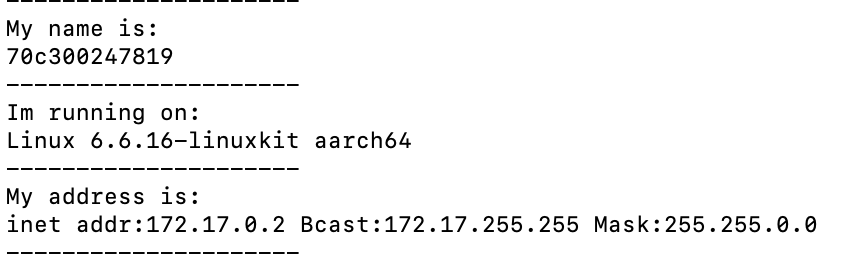 ---------------------
My name is:
70c300247819
---------------------
Im running on:
Linux 6.6.16-linuxkit aarch64
---------------------
My address is:
inet addr:172.17.0.2 Bcast:172.17.255.255 Mask:255.255.0.0
---------------------